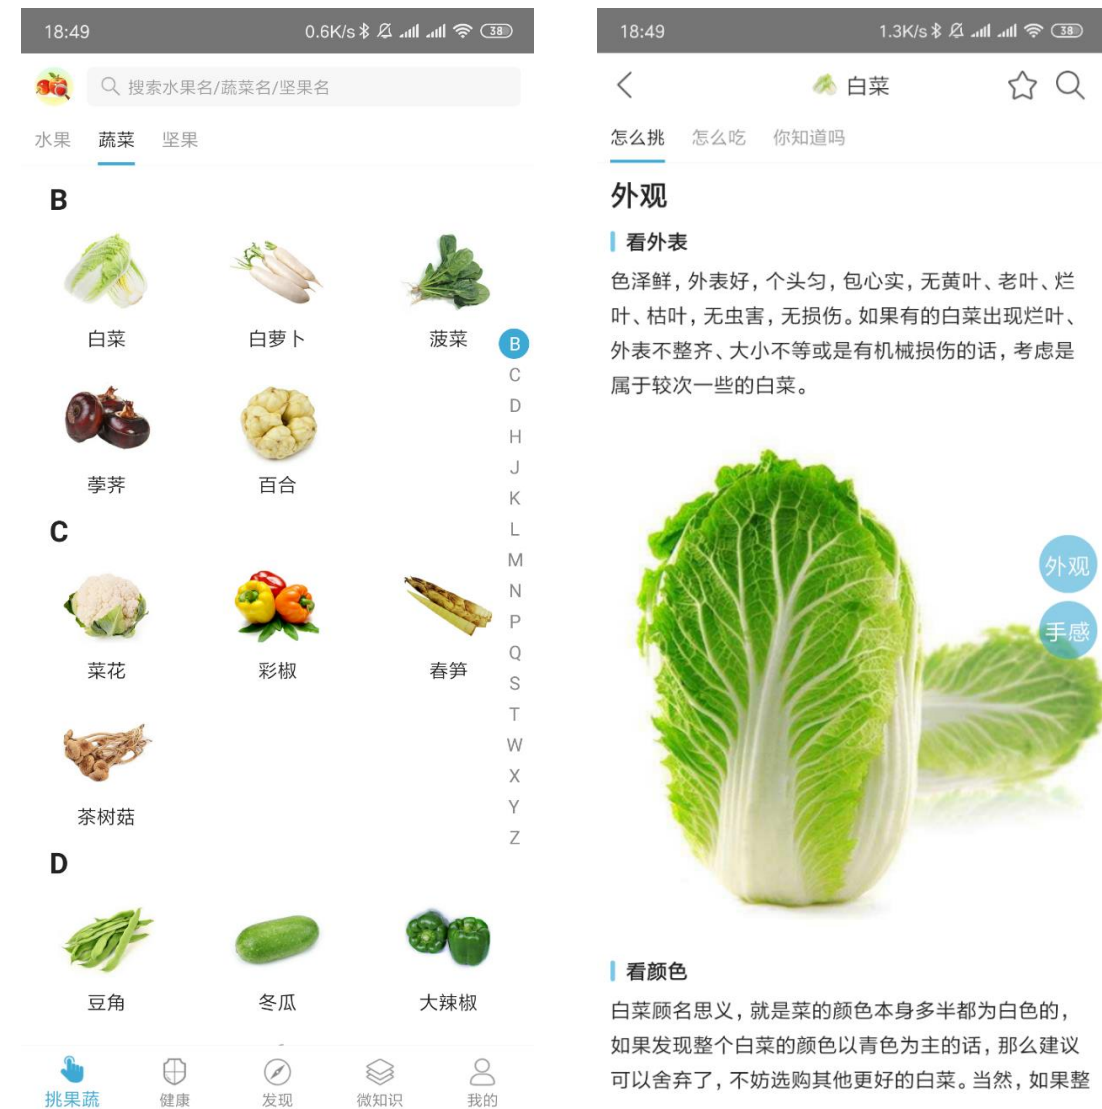 18:49
0.6K/s
38
搜索水果名/蔬菜名/坚果名
水果
蔬菜
坚果
B
白菜
白萝卜
菠菜
荸荠
百合
C
菜花
彩椒
春笋
茶树菇
D
豆角
冬瓜
大辣椒
B
C
D
H
J
K
L
M
N
P
Q
S
T
W
X
Y
Z
挑果蔬
健康
发现
微知识
我的
18:49
1.3K/s
38
白菜
怎么挑
怎么吃
你知道吗
外观
看外表
色泽鲜，外表好，个头匀，包心实，无黄叶、老叶、烂
叶、枯叶，无虫害，无损伤。如果有的白菜出现烂叶、
外表不整齐、大小不等或是有机械损伤的话，考虑是
属于较次一些的白菜。
外观
手感
看颜色
白菜顾名思义，就是菜的颜色本身多半都为白色的，
如果发现整个白菜的颜色以青色为主的话，那么建议
可以舍弃了，不妨选购其他更好的白菜。当然，如果整